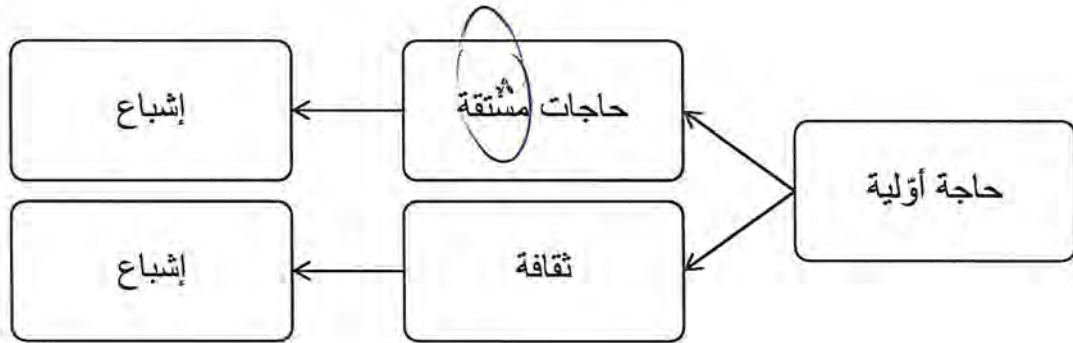 حاجة أوّلية
حاجات مشتقة
إشباع
ثقافة
إشباع